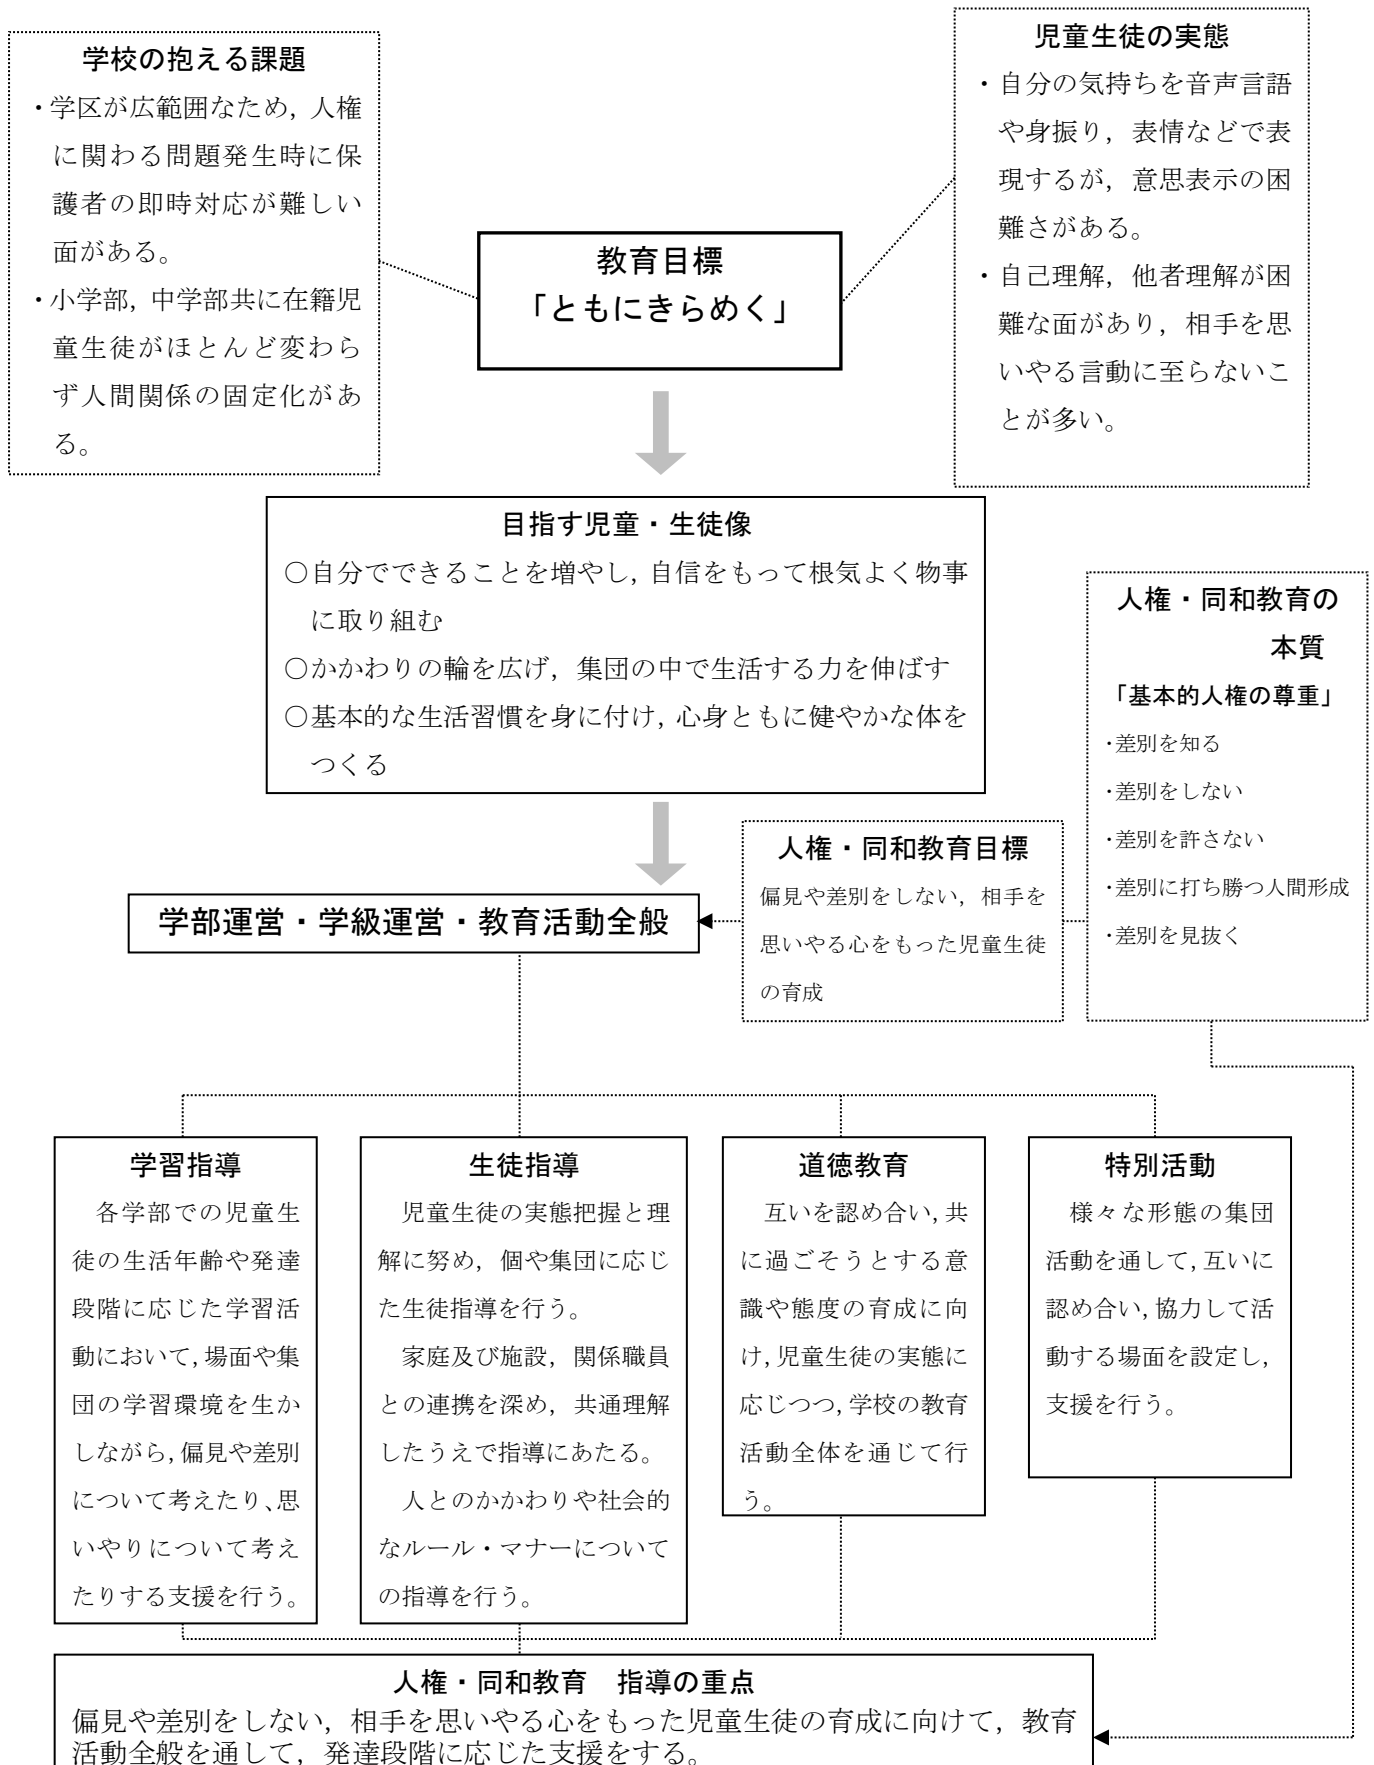 学校の抱える課題
・学区が広範囲なため，人権
に関わる問題発生時に保
護者の即時対応が難しい
面がある。
・小学部，中学部共に在籍児
童生徒がほとんど変わら
ず人間関係の固定化があ
る。
児童生徒の実態
・自分の気持ちを音声言語
や身振り，表情などで表
現するが，意思表示の困
難さがある。
・自己理解，他者理解が困
難な面があり，相手を思
いやる言動に至らないこ
とが多い。
教育目標
「ともにきらめく」
目指す児童・生徒像
○自分でできることを増やし，自信をもって根気よく物事
に取り組む
○かかわりの輪を広げ，集団の中で生活する力を伸ばす
○基本的な生活習慣を身に付け，心身ともに健やかな体を
つくる
人権・同和教育の
本質
「基本的人権の尊重」
・差別を知る
・差別をしない
・差別を許さない
・差別に打ち勝つ人間形成
・差別を見抜く
人権・同和教育目標
偏見や差別をしない，相手を
思いやる心をもった児童生徒
の育成
学部運営・学級運営・教育活動全般
学習指導
各学部での児童生
徒の生活年齢や発達
段階に応じた学習活
動において，場面や集
団の学習環境を生か
しながら，偏見や差別
について考えたり、思
いやりについて考え
たりする支援を行う。
生徒指導
児童生徒の実態把握と理
解に努め，個や集団に応じ
た生徒指導を行う。
家庭及び施設，関係職員
との連携を深め，共通理解
したうえで指導にあたる。
人とのかかわりや社会的
なルール・マナーについて
の指導を行う。
道徳教育
互いを認め合い，共
に過ごそうとする意
識や態度の育成に向
け，児童生徒の実態に
応じつつ，学校の教育
活動全体を通じて行
う。
特別活動
様々な形態の集団
活動を通して，互いに
認め合い，協力して活
動する場面を設定し，
支援を行う。
人権・同和教育　指導の重点
偏見や差別をしない，相手を思いやる心をもった児童生徒の育成に向けて，教育
活動全般を通して，発達段階に応じた支援をする。